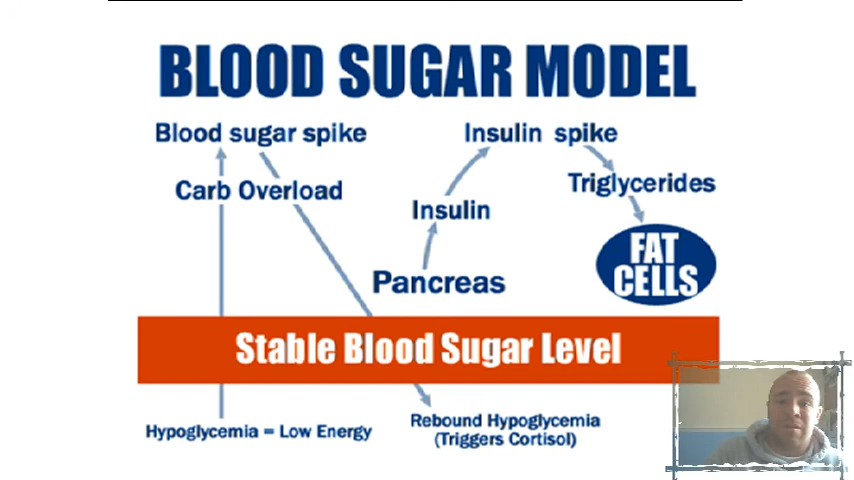 BLOOD SUGAR MODEL
Blood sugar spike
Insulin spike
Carb Overload
Triglycerides
Insulin
FAT
CELLS
Pancreas
Stable Blood Sugar Level
Hypoglycemia = Low Energy
Rebound Hypoglycemia
(Triggers Cortisol)